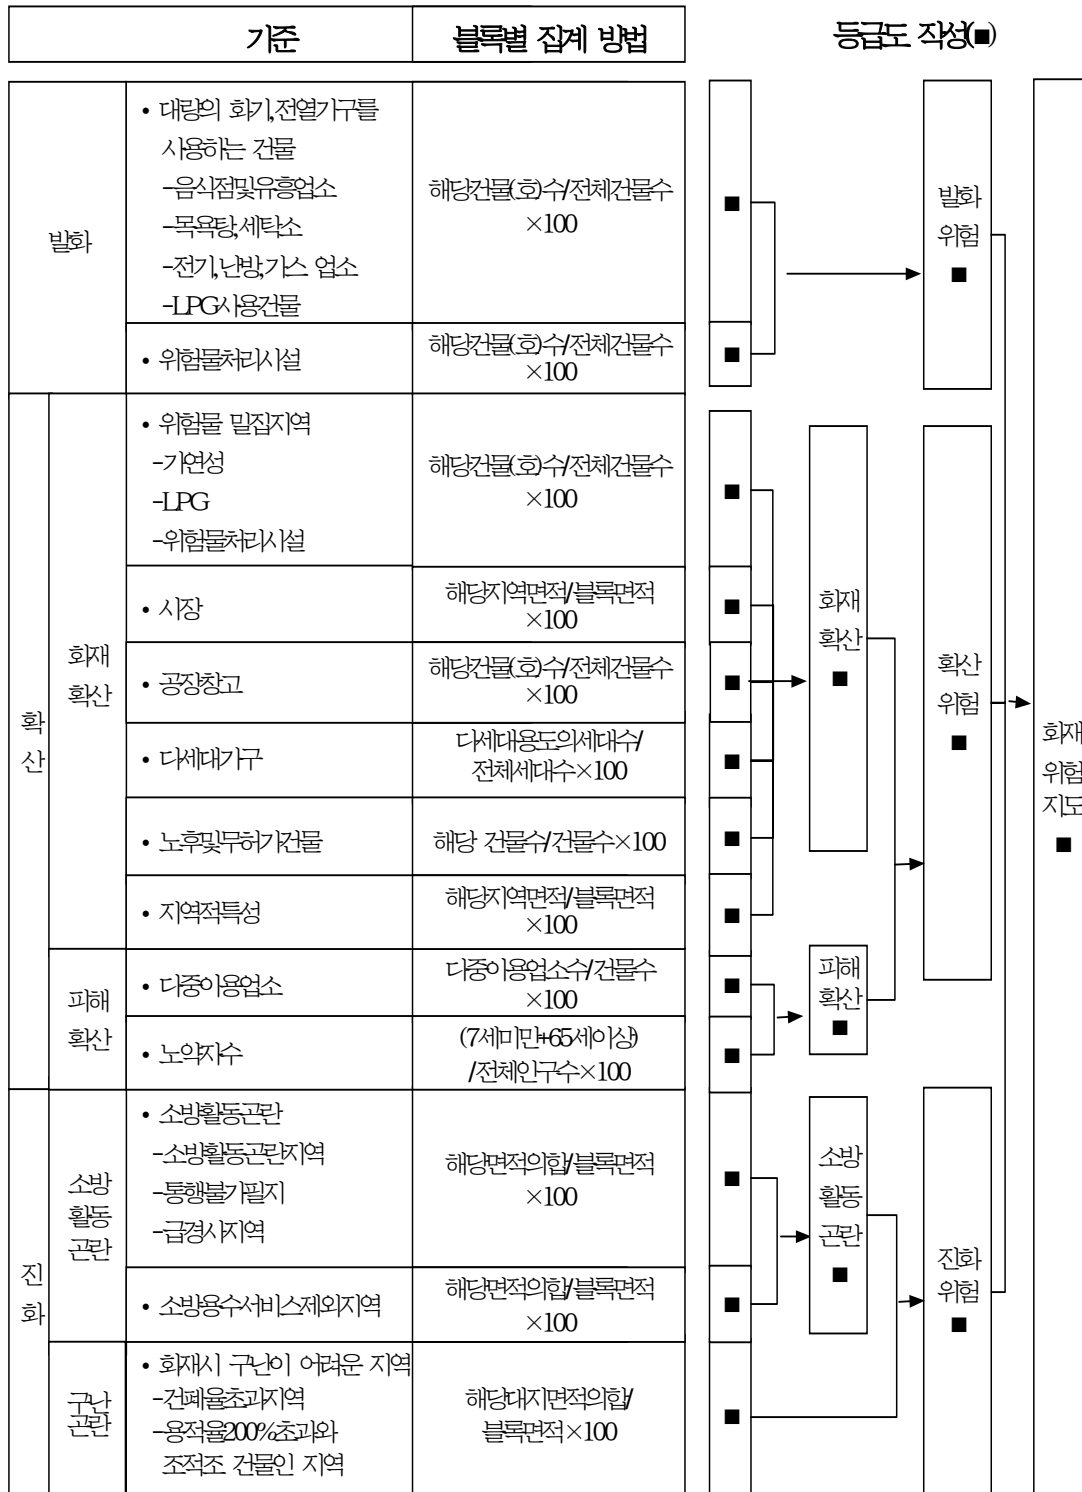 기준
블록별 집계 방법
등급도 작성(■)
발화
• 대량의 화기,전열기구를
사용하는 건물
-음식점및유흥업소
-목욕탕,세탁소
-전기,난방,가스 업소
-LPG사용건물
해당건물(호)수/전체건물수
×100
■
• 위험물처리시설
해당건물(호)수/전체건물수
×100
■
발화
위험
■
확
산
화재
확산
• 위험물 밀집지역
-가연성
-LPG
-위험물처리시설
해당건물(호)수/전체건물수
×100
■
• 시장
해당지역면적/블록면적
×100
■
• 공장창고
해당건물(호)수/전체건물수
×100
■
• 다세대가구
다세대용도의세대수/
전체세대수×100
■
• 노후및무허가건물
해당 건물수/건물수×100
■
• 지역적특성
해당지역면적/블록면적
×100
■
화재
확산
■
피해
확산
• 다중이용업소
다중이용업소수/건물수
×100
■
• 노약자수
(7세미만+65세이상)
/전체인구수×100
■
피해
확산
■
확산
위험
■
진
화
소방
활동
곤란
• 소방활동곤란
-소방활동곤란지역
-통행불가필지
-급경사지역
해당면적의합/블록면적
×100
■
• 소방용수서비스제외지역
해당면적의합/블록면적
×100
■
소방
활동
곤란
■
구난
곤란
• 화재시 구난이 어려운 지역
-건폐율초과지역
-용적율200%초과와
조적조 건물인 지역
해당대지면적의합/
블록면적×100
■
진화
위험
■
화재
위험
지도
■